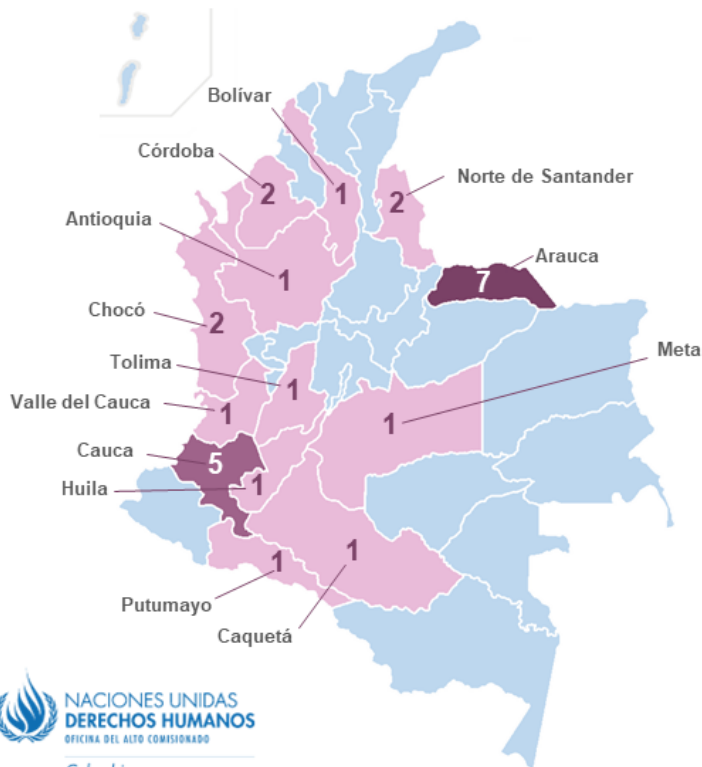 Bolívar
Córdoba
2
1
2
Norte de Santander
Antioquia
1
Arauca
7
Chocó
2
Tolima
1
Meta
1
Valle del Cauca
1
Cauca
5
Huila
1
Putumayo
1
Caquetá
1
NACIONES UNIDAS
DERECHOS HUMANOS
OFICINA DEL ALTO COMISIONADO